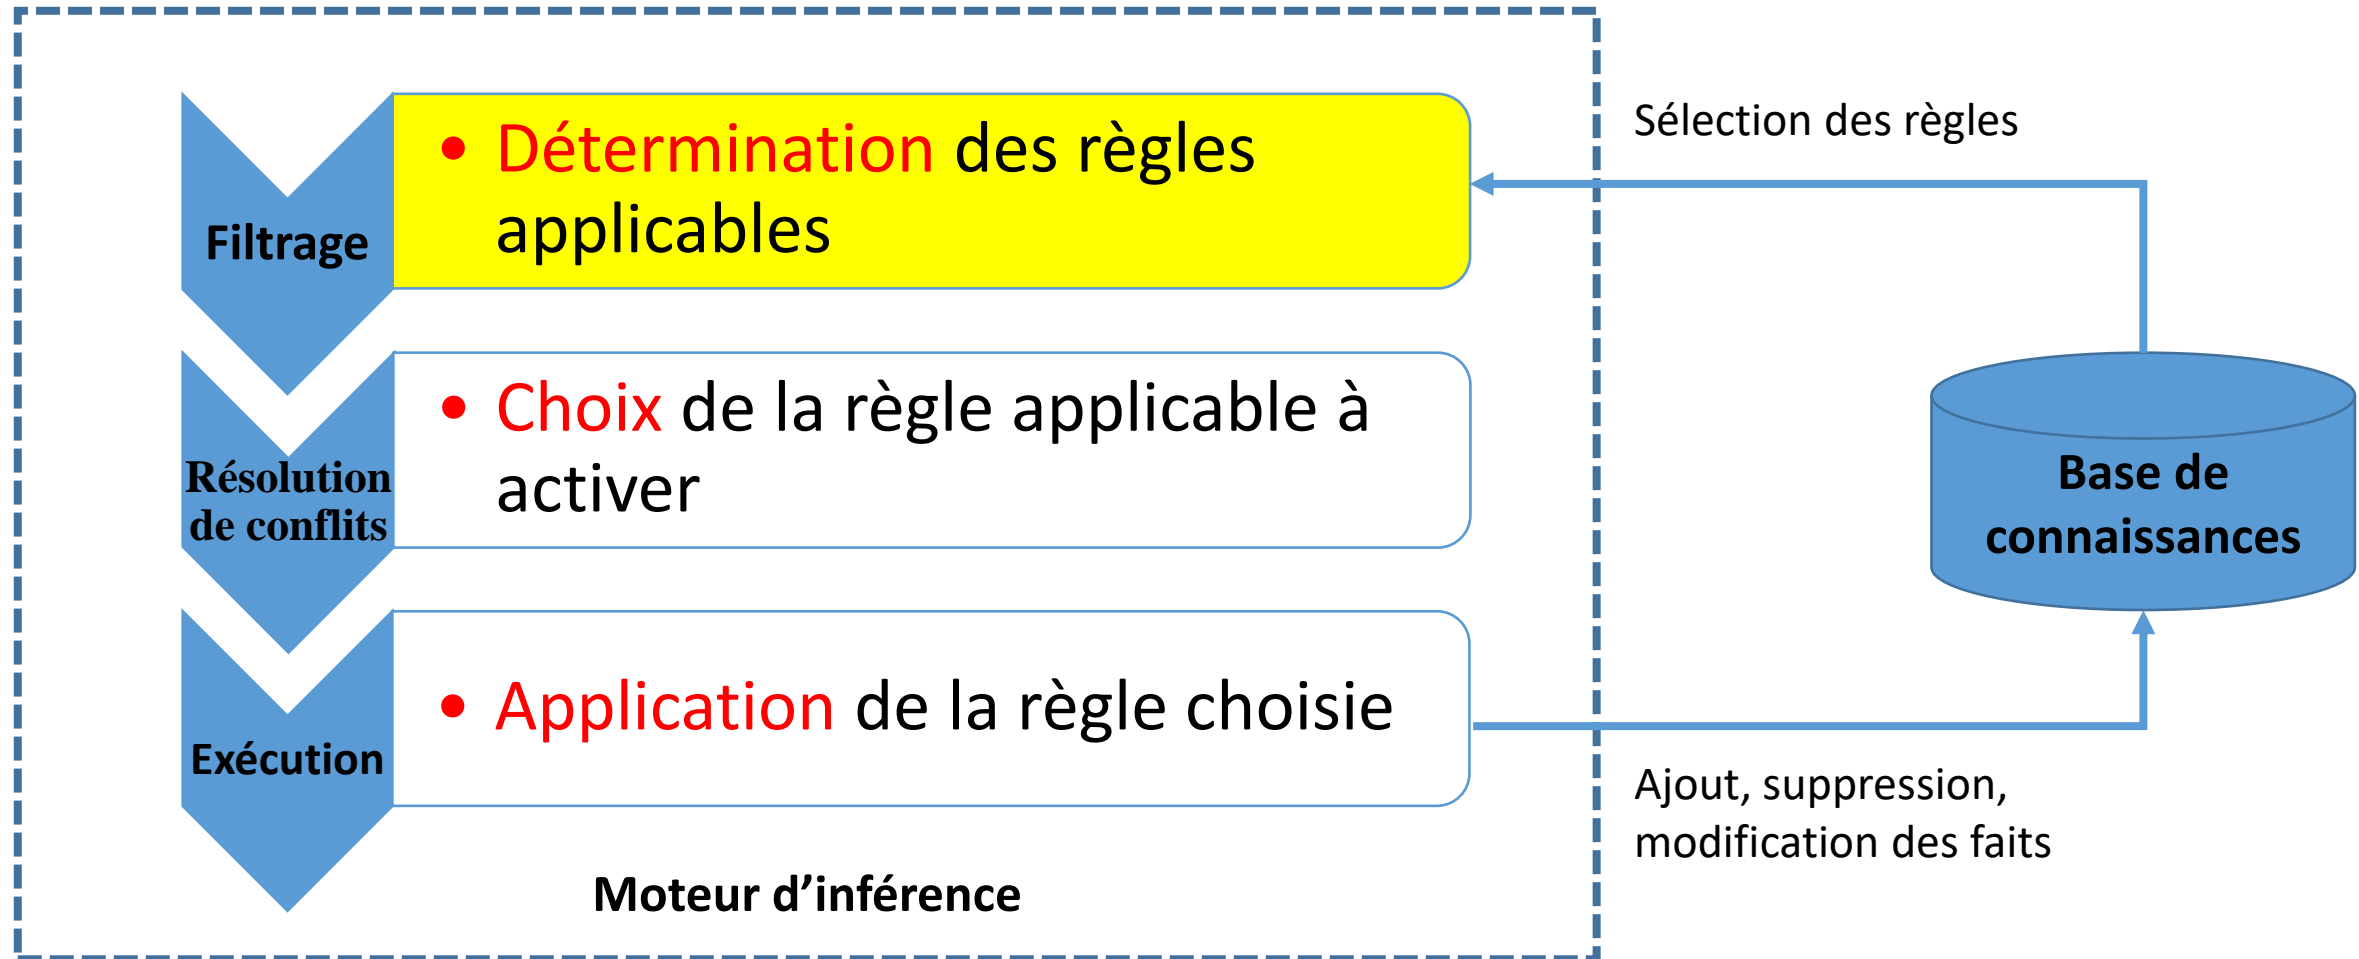 Filtrage
• Détermination des règles
applicables
Résolution
de conflits
• Choix de la règle applicable à
activer
Exécution
• Application de la règle choisie
Moteur d’inférence
Sélection des règles
Base de
connaissances
Ajout, suppression,
modification des faits